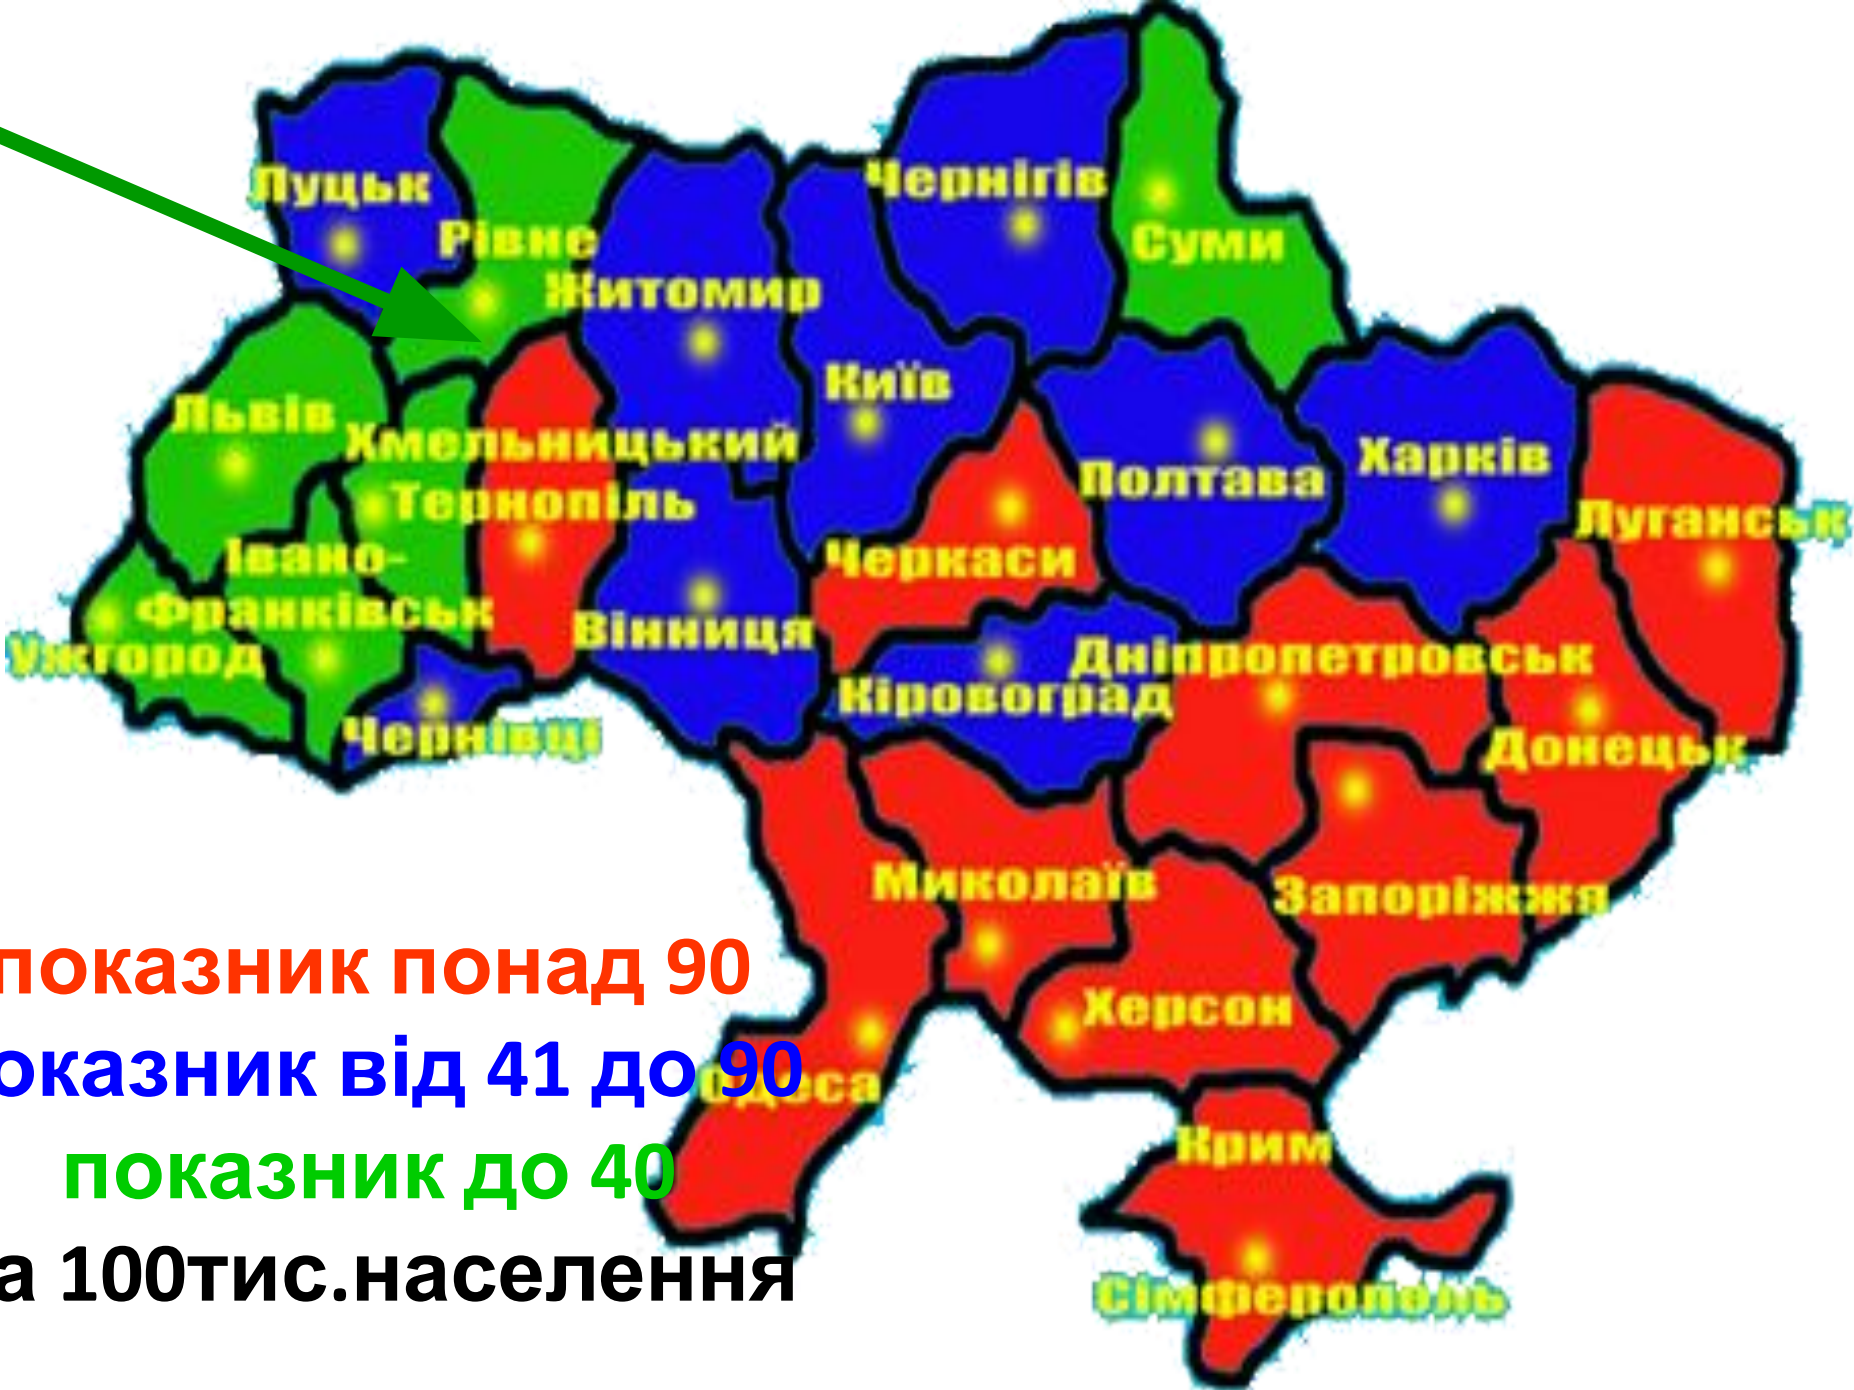 Луцьк
Чернігів
Рівне
Суми
Житомир
Київ
Львів
Хмельницький
Харків
Полтава
Тернопіль
Луганськ
Івано-
Франківськ
Черкаси
Вінниця
Ужгород
Дніпропетровськ
Кіровоград
Чернівці
Донецьк
Миколаїв
Запоріжжя
показник понад 90
Херсон
оказник від 41 до 90
Одеса
Крим
показник до 40
а 100тис.населення
Сімферополь